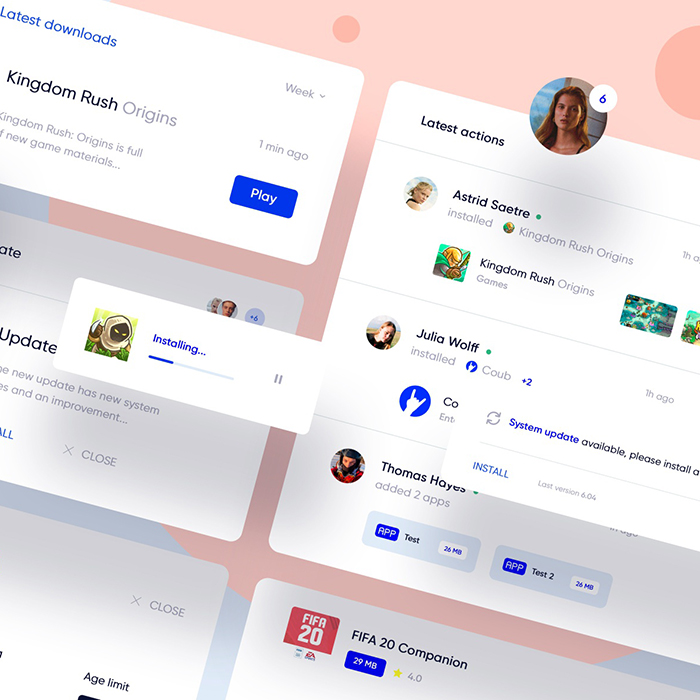 Latest downloads
Week
Kingdom Rush Origins
Kingdom Rush: Origins is full
of new game materials...
1 min ago
Play
6
Latest actions
Astrid Saetre
installed Kingdom Rush Origins
1h a
Kingdom Rush Origins
Games
ate
+6
Installing...
Update
he new update has new system
es and an improvement...
ALL
CLOSE
Julia Wolff
installed Coub +2
1h ago
Co
Ente
System update available, please install a
INSTALL
Last version 6.04
Thomas Hayes
added 2 apps
APP Test 26 MB
APP Test 2 26 MB
CLOSE
Age limit
FIFA
20
EA
FIFA 20 Companion
29 MB 4.0